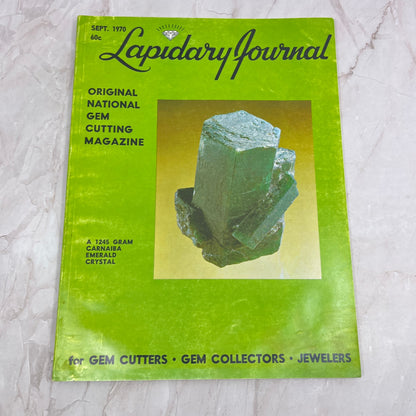 SEPT. 1970
60c
Lapidary Journal
ORIGINAL
NATIONAL
GEM
CUTTING
MAGAZINE
A 1245 GRAM
CARNAIBA
EMERALD
CRYSTAL
for GEM CUTTERS • GEM COLLECTORS • JEWELERS